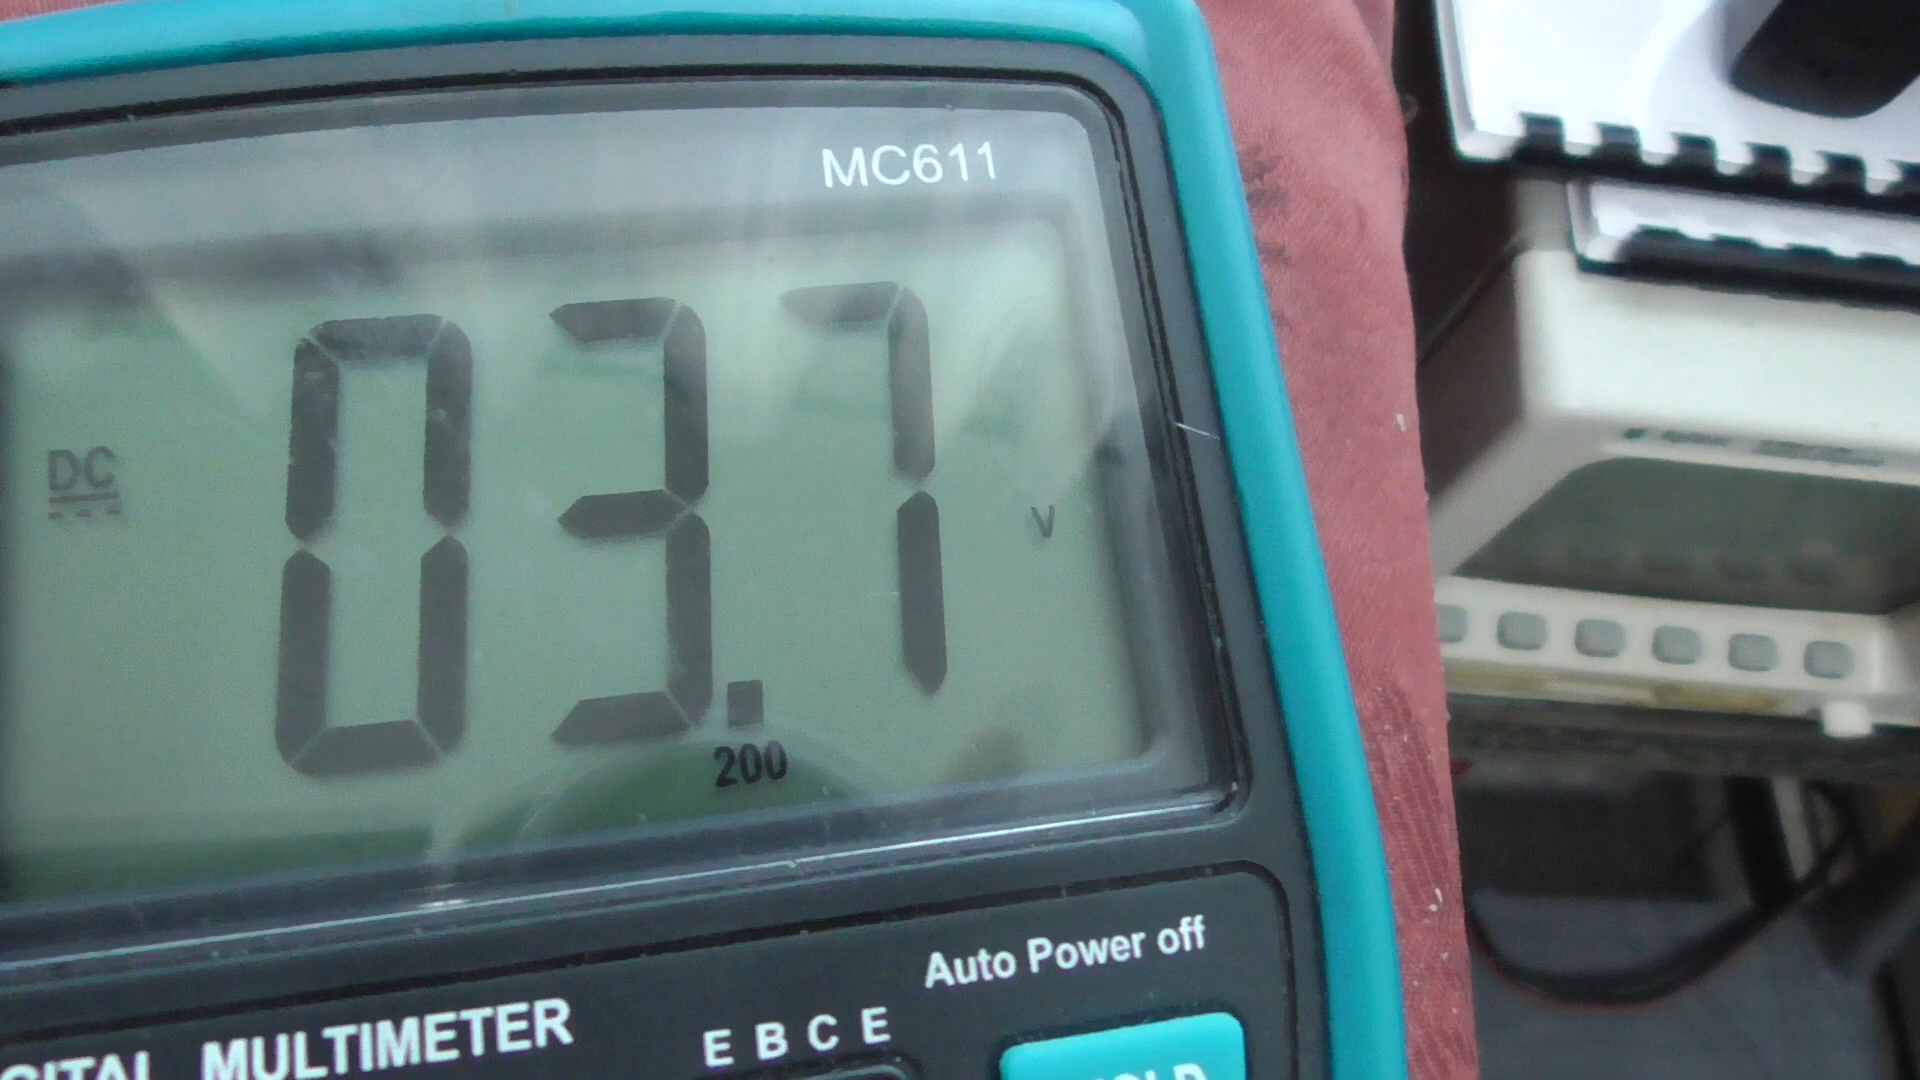 MC611
DC
03.7
V
200
Auto Power off
MULTIMETER
E B C E